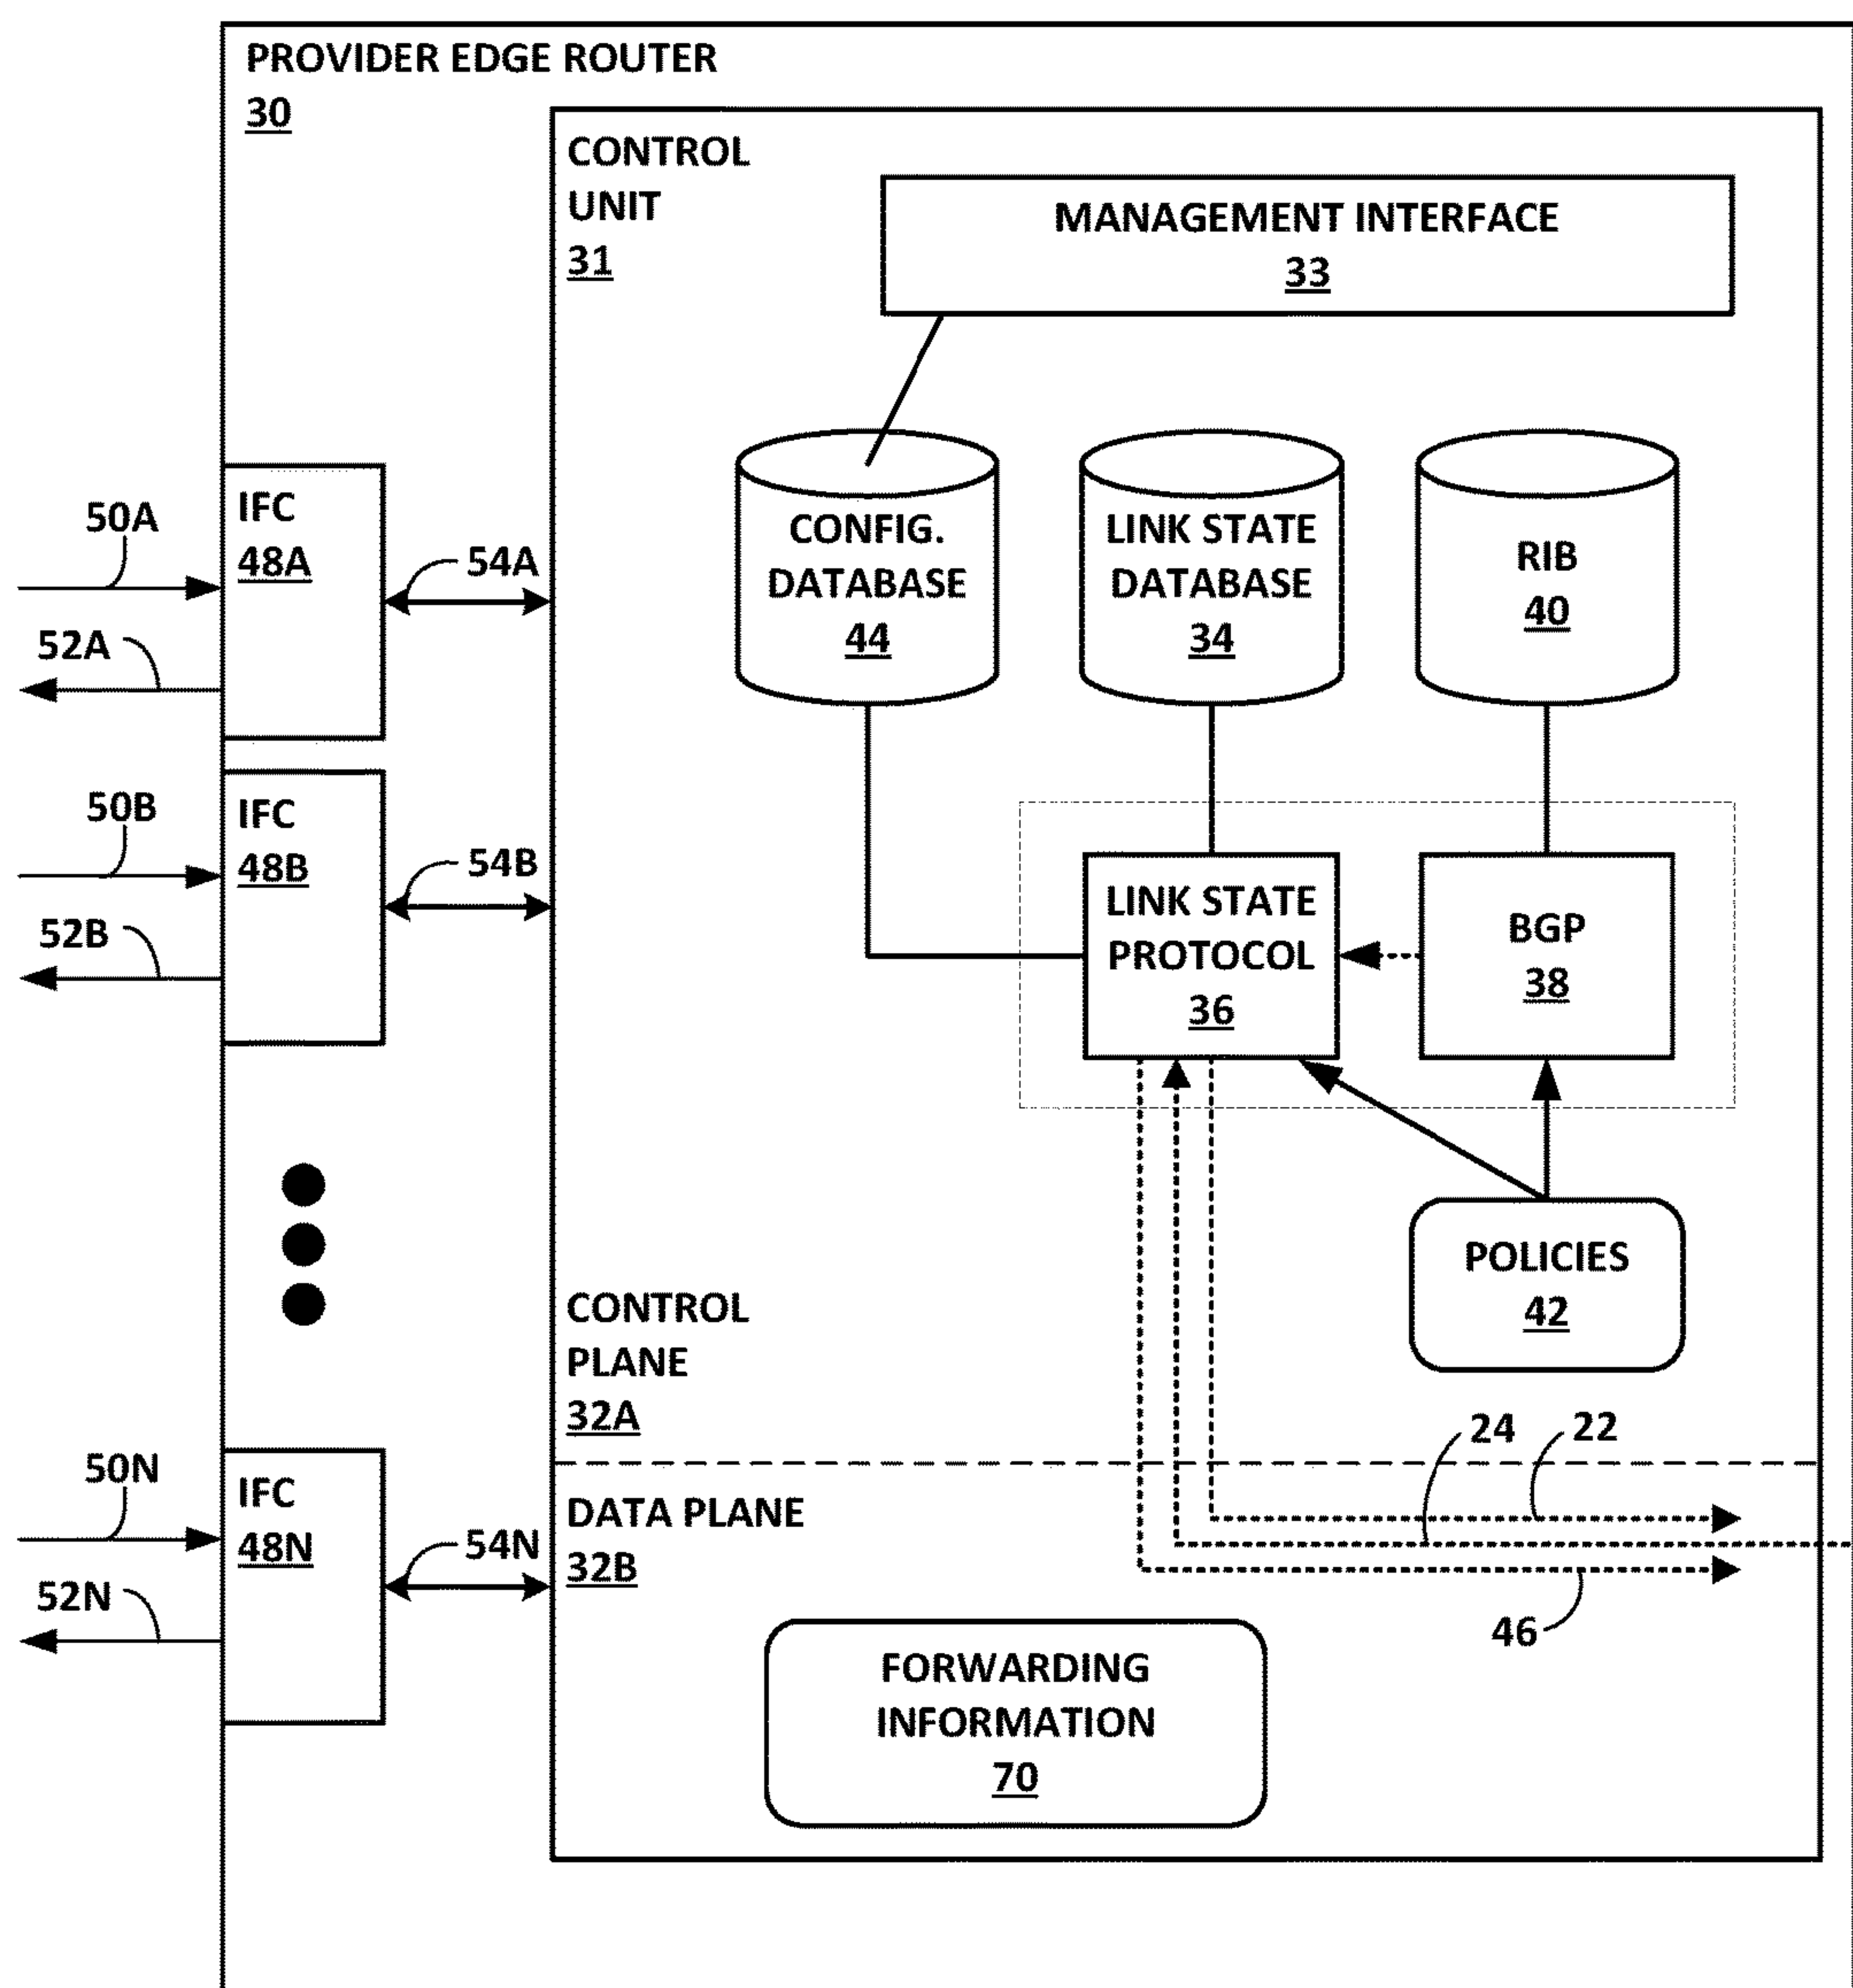 PROVIDER EDGE ROUTER
30
CONTROL
UNIT
31
MANAGEMENT INTERFACE
33
CONFIG.
DATABASE
44
LINK STATE
DATABASE
34
RIB
40
50A
52A
IFC
48A
54A
50B
52B
IFC
48B
54B
LINK STATE
PROTOCOL
36
BGP
38
POLICIES
42
CONTROL
PLANE
32A
24
22
50N
52N
IFC
48N
54N
DATA PLANE
32B
46
FORWARDING
INFORMATION
70